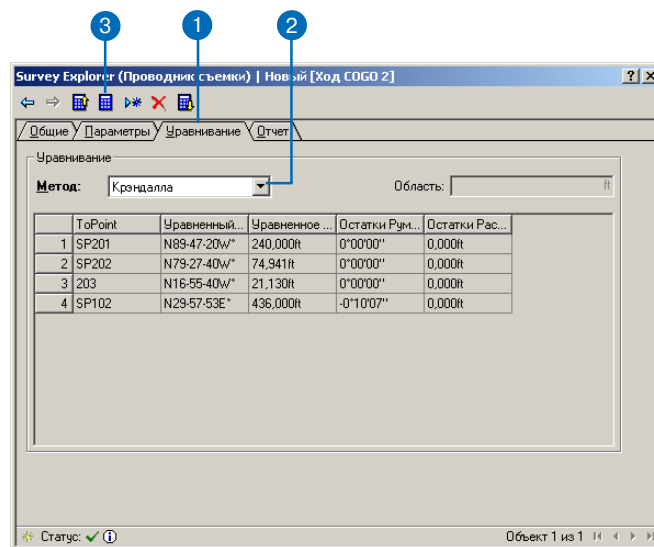 3 1 2
Survey Explorer (Проводник съемки) | Новый [Ход COGO 2]
Общие Параметры Уравнивание Отчет
Уравнивание
Метод: Крэндалла Область: ft
ToPoint Уравненный... Уравненное ... Остатки Рум... Остатки Рас...
1 SP201 N89-47-20W* 240,000ft 0°00'00'' 0,000ft
2 SP202 N79-27-40W* 74,941ft 0°00'00'' 0,000ft
3 203 N16-55-40W* 21,130ft 0°00'00'' 0,000ft
4 SP102 N29-57-53E* 436,000ft -0°10'07'' 0,000ft
Статус: Объект 1 из 1